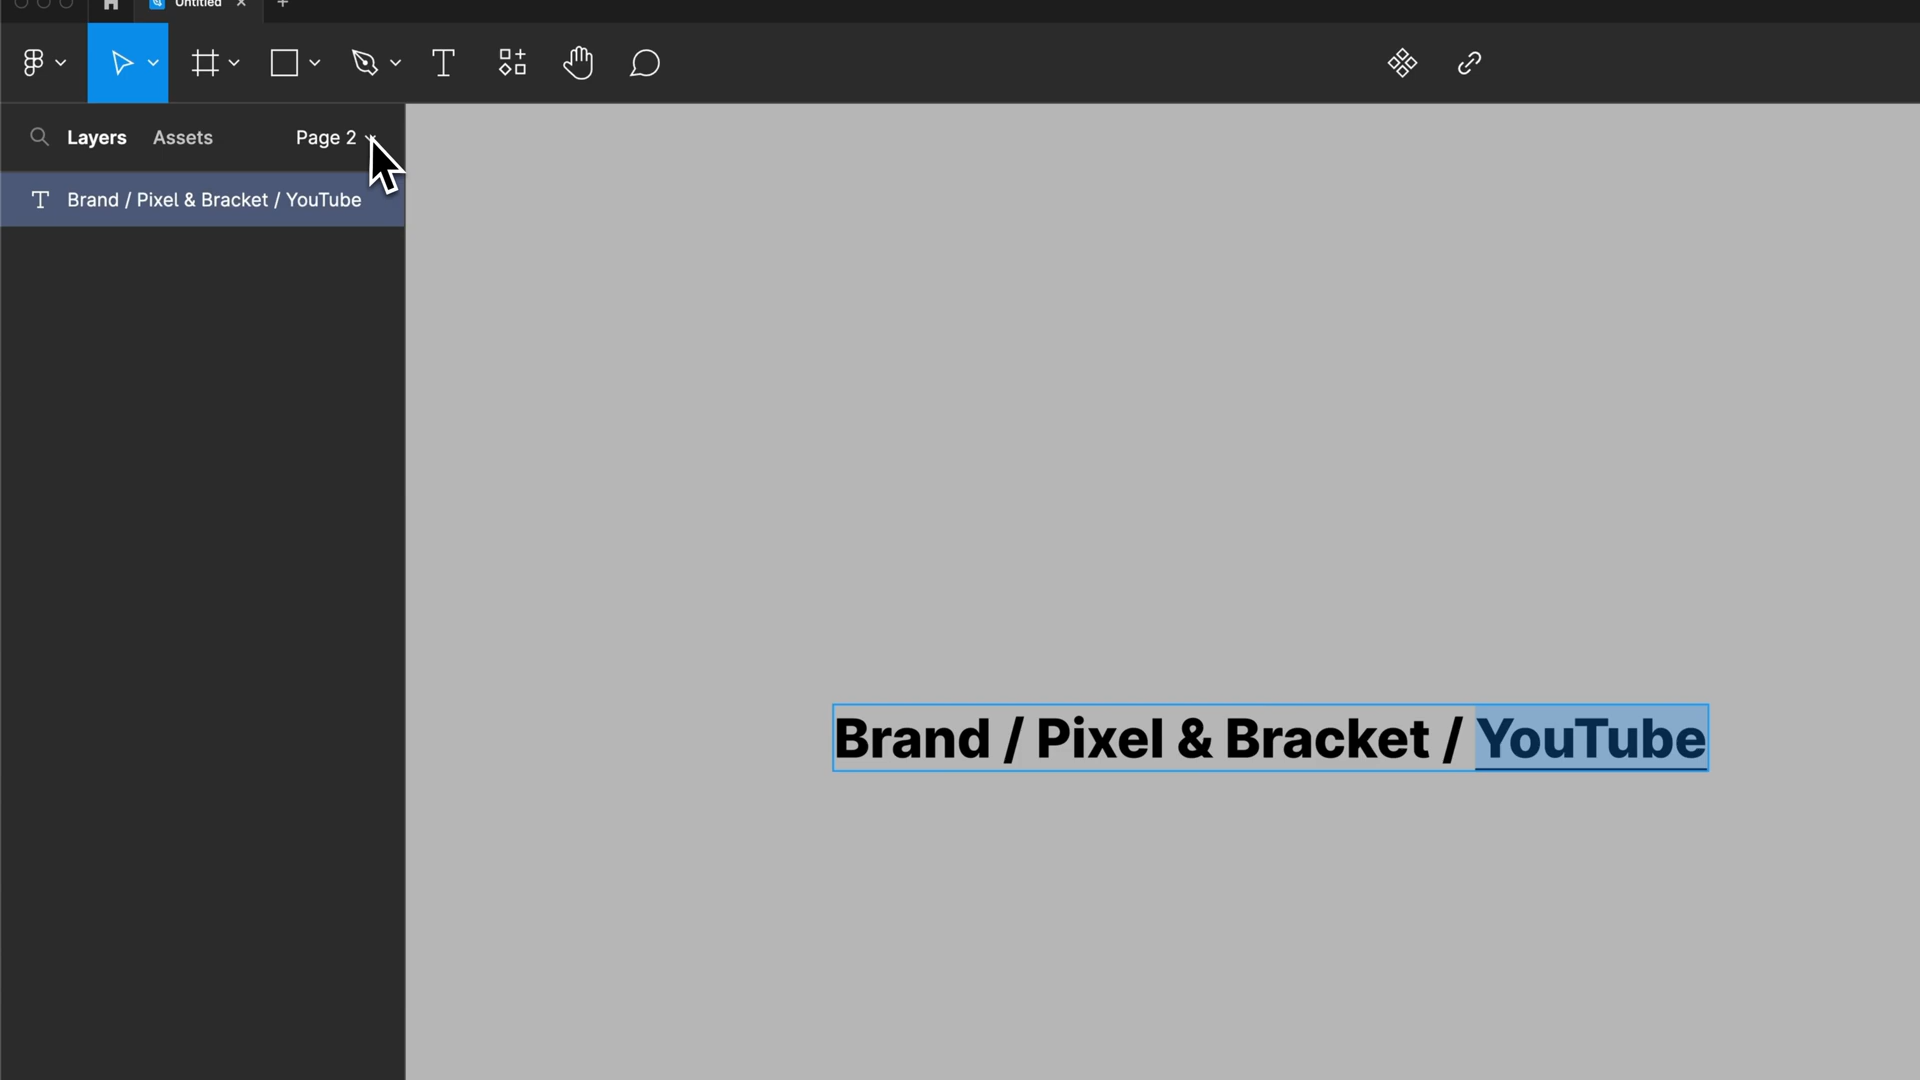 Untitled
Layers Assets Page 2
Brand / Pixel & Bracket / YouTube
Brand / Pixel & Bracket / YouTube